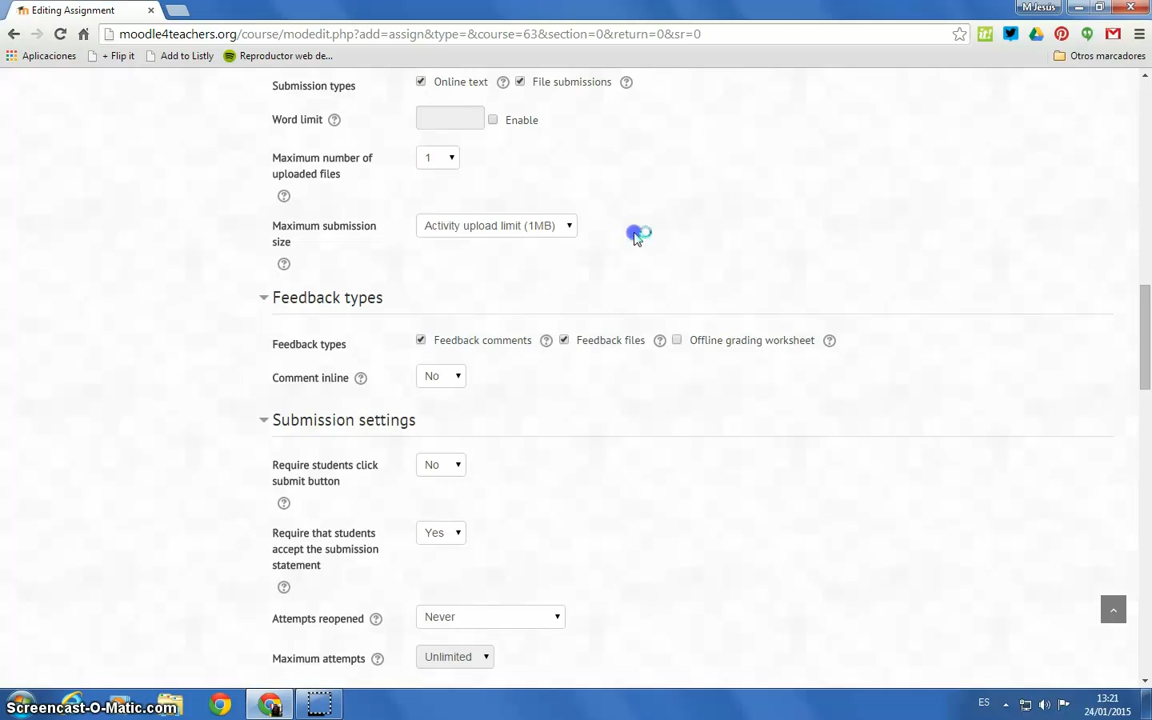 Editing Assignment
M Jesús
moodle4teachers.org/course/modedit.php?add=assign&type=&course=63&section=0&return=0&sr=0
Aplicaciones + Flip it Add to Listly Reproductor web de... Otros marcadores
Submission types Online text File submissions
Word limit Enable
Maximum number of 1
uploaded files
Maximum submission Activity upload limit (1MB)
size
Feedback types
Feedback types Feedback comments Feedback files Offline grading worksheet
Comment inline No
Submission settings
Require students click No
submit button
Require that students Yes
accept the submission
statement
Attempts reopened Never
Maximum attempts Unlimited
ES 13:21
24/01/2015
Screencast-O-Matic.com